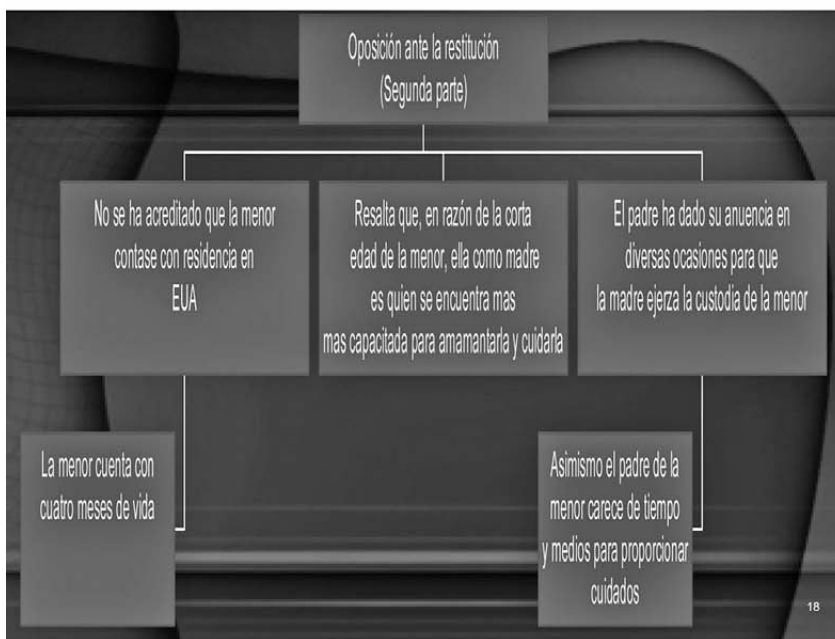 Oposición ante la restitución
(Segunda parte)
No se ha acreditado que la menor
contase con residencia en
EUA
Resalta que, en razón de la corta
edad de la menor, ella como madre
es quien se encuentra mas
mas capacitada para amamantarla y cuidarla
El padre ha dado su anuencia en
diversas ocasiones para que
la madre ejerza la custodia de la menor
La menor cuenta con
cuatro meses de vida
Asimismo el padre de la
menor carece de tiempo
y medios para proporcionar
cuidados
18